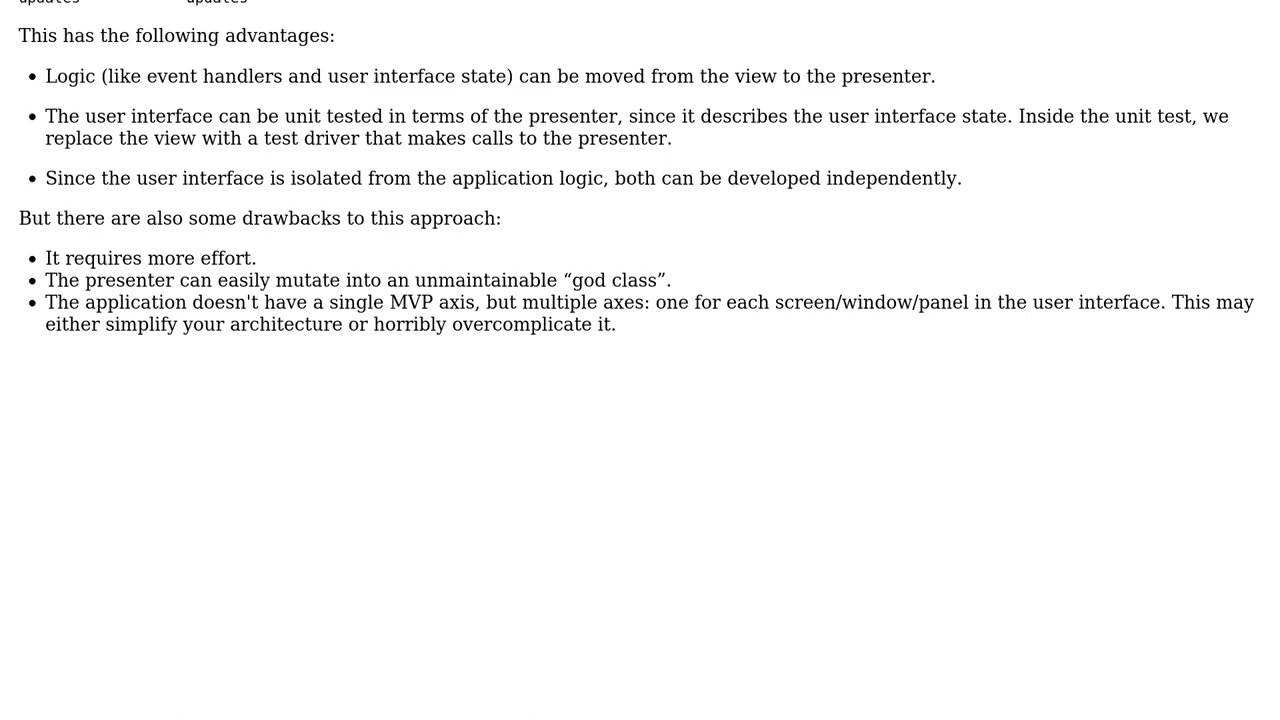 updates updates
This has the following advantages:
• Logic (like event handlers and user interface state) can be moved from the view to the presenter.
• The user interface can be unit tested in terms of the presenter, since it describes the user interface state. Inside the unit test, we
replace the view with a test driver that makes calls to the presenter.
• Since the user interface is isolated from the application logic, both can be developed independently.
But there are also some drawbacks to this approach:
• It requires more effort.
• The presenter can easily mutate into an unmaintainable “god class”.
• The application doesn't have a single MVP axis, but multiple axes: one for each screen/window/panel in the user interface. This may
either simplify your architecture or horribly overcomplicate it.